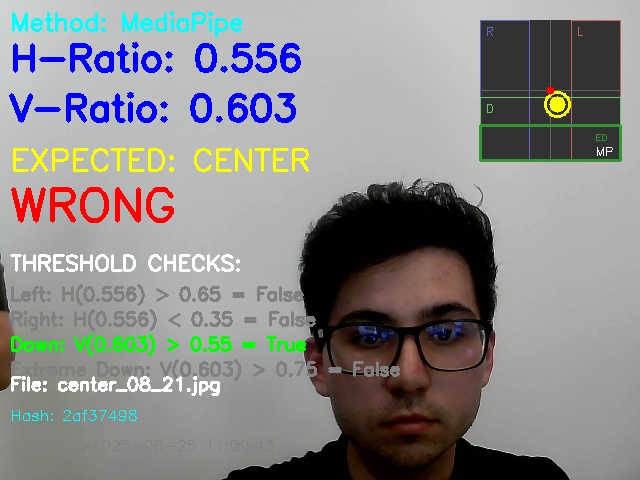 Method: MediaPipe
H-Ratio: 0.556
V-Ratio: 0.603
EXPECTED: CENTER
WRONG
THRESHOLD CHECKS:
Left: H(0.556) > 0.65 = False
Right: H(0.556) < 0.35 = False
Down: V(0.603) > 0.55 = True
Extreme Down: V(0.603) > 0.75 = False
File: center_08_21.jpg
Hash: 2af37498
2025-06-25 11:00:43
R
L
D
ED
MP